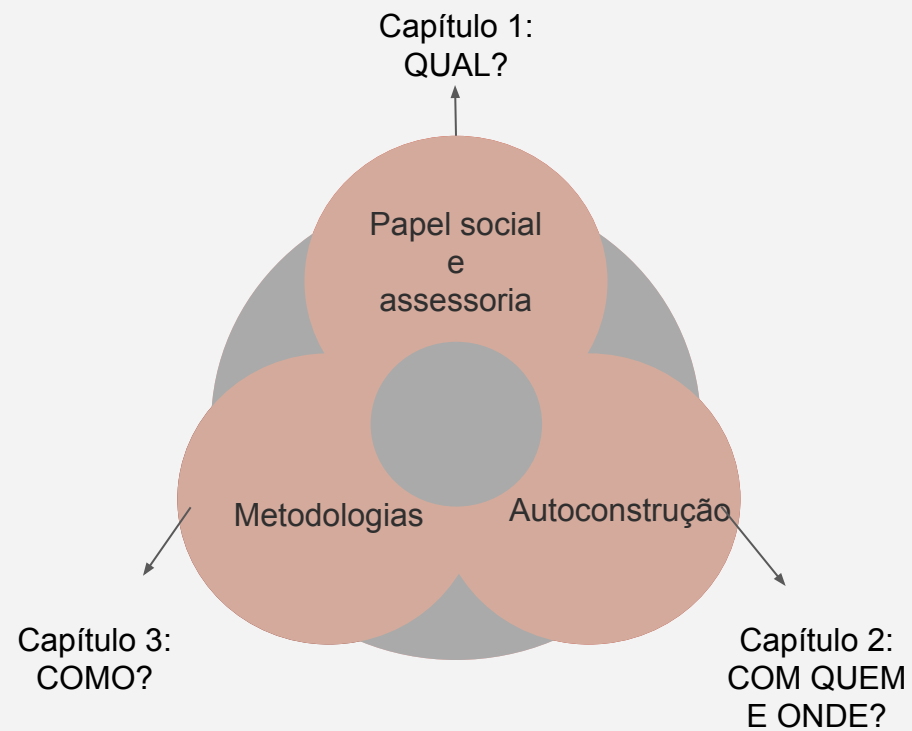 Capítulo 1:
QUAL?
Papel social
e
assessoria
Metodologias
Autoconstrução
Capítulo 3:
COMO?
Capítulo 2:
COM QUEM
E ONDE?